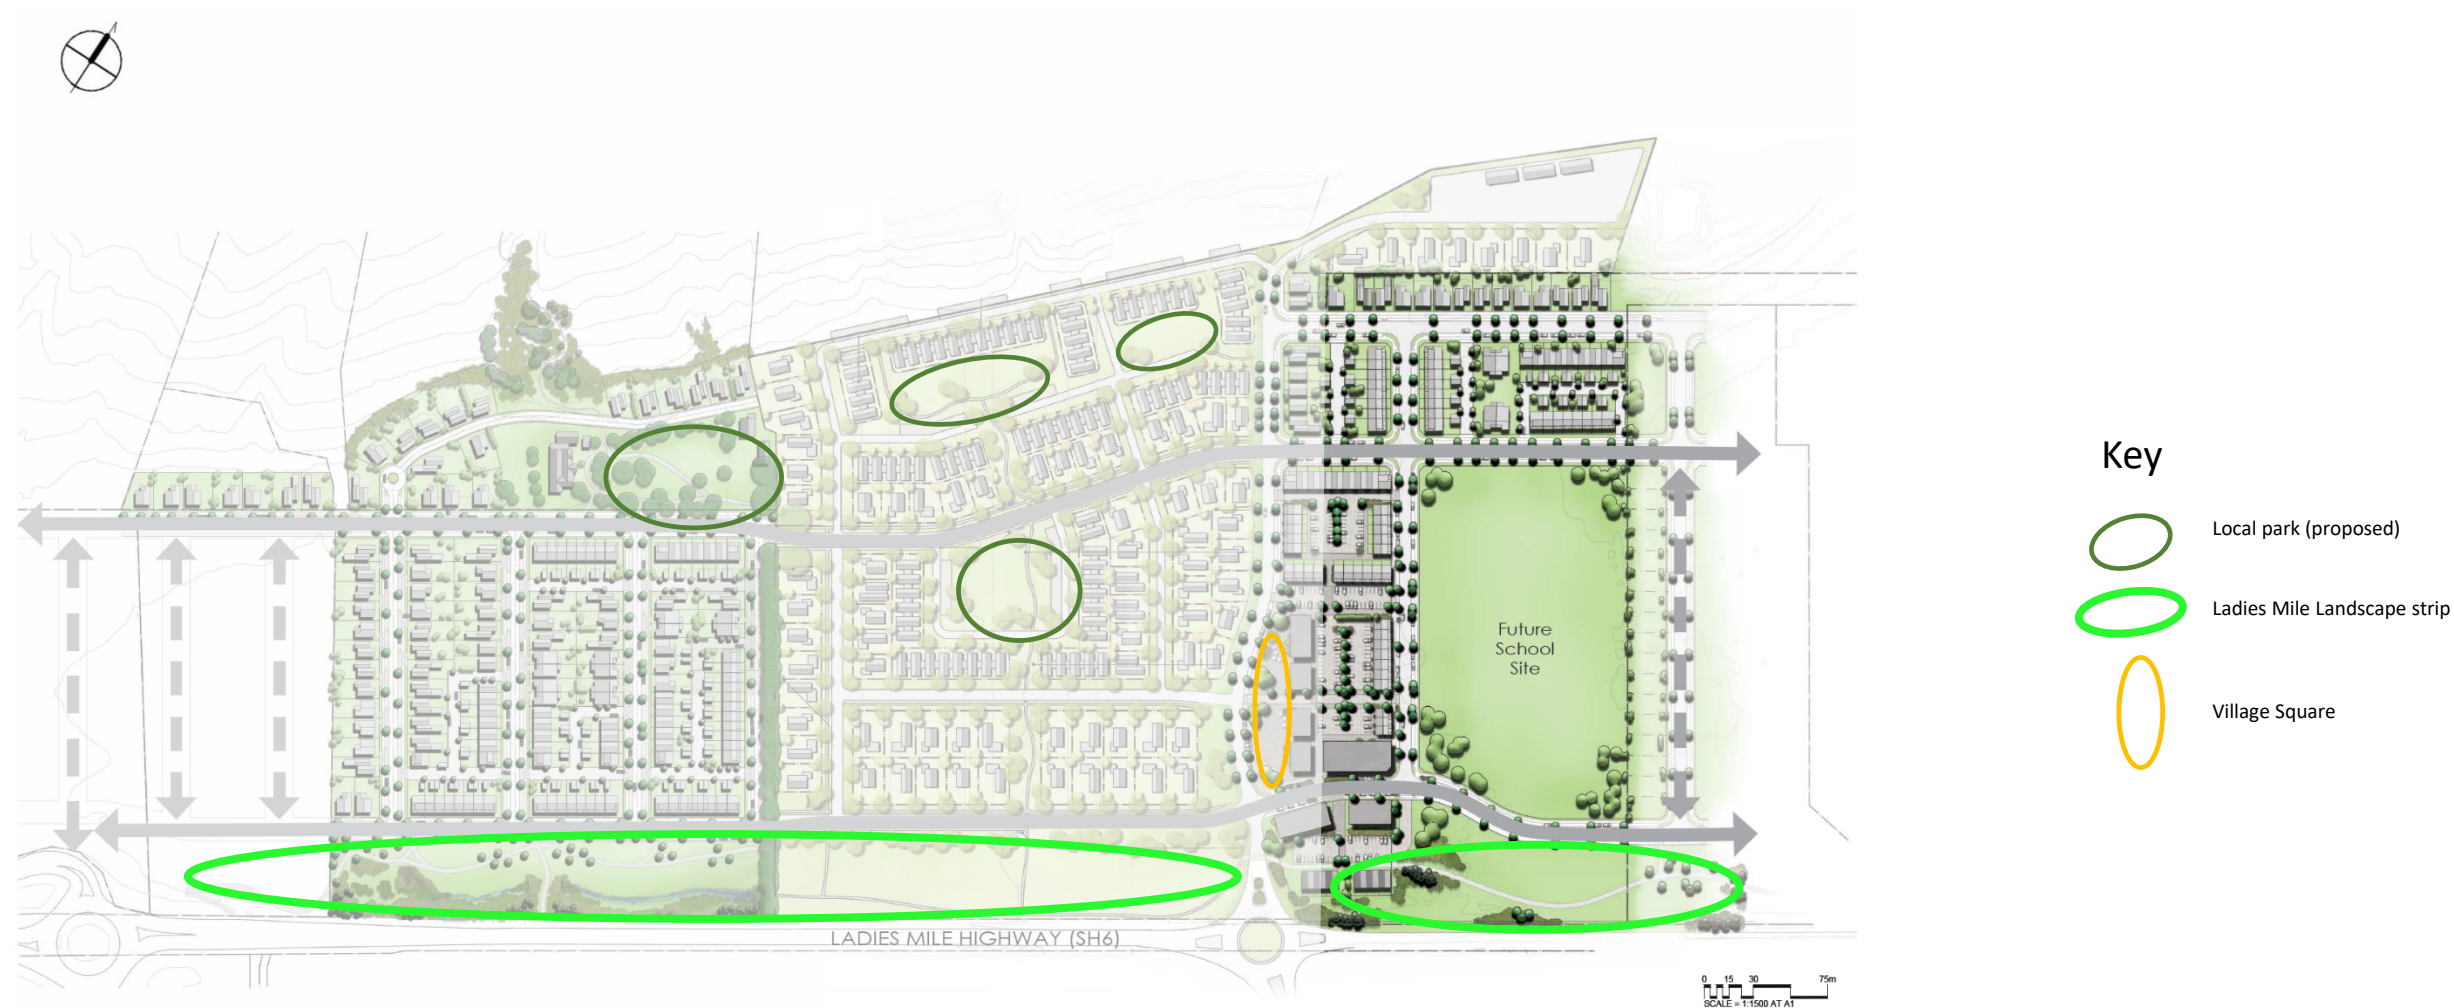 Key
Local park (proposed)
Ladies Mile Landscape strip
Village Square
Future
School
Site
LADIES MILE HIGHWAY (SH6)
0 15 30 75m
SCALE = 1:1500 AT A1